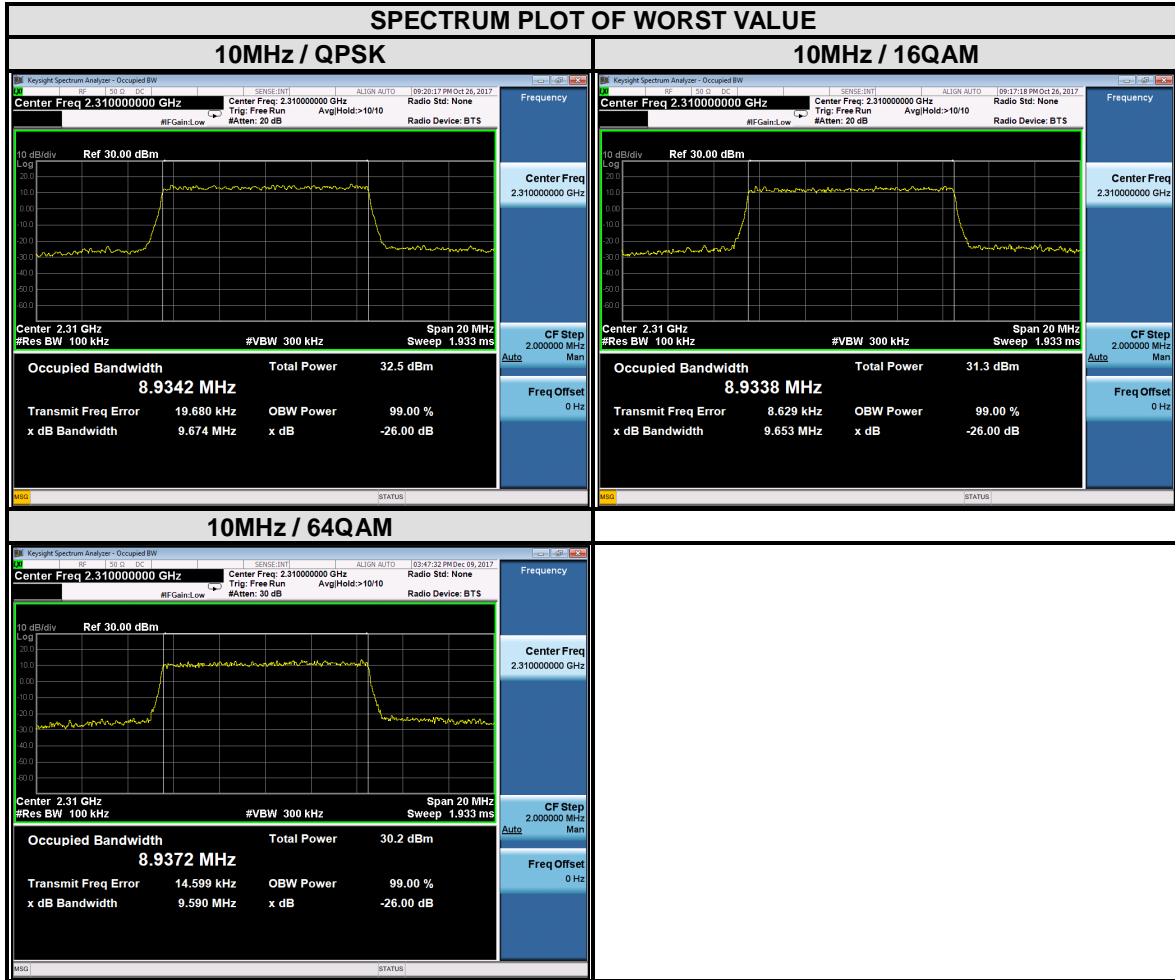 SPECTRUM PLOT OF WORST VALUE
10MHz / QPSK
10MHz / 16QAM
Keysight Spectrum Analyzer - Occupied BW
RF 50 Ω DC SENSE:INT ALIGN AUTO 09:20:17 PM Oct 26, 2017
Center Freq 2.310000000 GHz
Center Freq: 2.310000000 GHz
Radio Std: None
Trig: Free Run Avg|Hold:>10/10
#IFGain:Low #Atten: 20 dB
Radio Device: BTS
10 dB/div Ref 30.00 dBm
Log
20.0
10.0
0.00
-10.0
-20.0
-30.0
-40.0
-50.0
-60.0
Center 2.31 GHz Span 20 MHz
#Res BW 100 kHz #VBW 300 kHz Sweep 1.933 ms
Occupied Bandwidth Total Power 32.5 dBm
8.9342 MHz
Transmit Freq Error 19.680 kHz OBW Power 99.00 %
x dB Bandwidth 9.674 MHz x dB -26.00 dB
MSG STATUS
Frequency
Center Freq
2.310000000 GHz
CF Step
2.000000 MHz
Auto Man
Freq Offset
0 Hz
Keysight Spectrum Analyzer - Occupied BW
RF 50 Ω DC SENSE:INT ALIGN AUTO 09:17:18 PM Oct 26, 2017
Center Freq 2.310000000 GHz
Center Freq: 2.310000000 GHz
Radio Std: None
Trig: Free Run Avg|Hold:>10/10
#IFGain:Low #Atten: 20 dB
Radio Device: BTS
10 dB/div Ref 30.00 dBm
Log
20.0
10.0
0.00
-10.0
-20.0
-30.0
-40.0
-50.0
-60.0
Center 2.31 GHz Span 20 MHz
#Res BW 100 kHz #VBW 300 kHz Sweep 1.933 ms
Occupied Bandwidth Total Power 31.3 dBm
8.9338 MHz
Transmit Freq Error 8.629 kHz OBW Power 99.00 %
x dB Bandwidth 9.653 MHz x dB -26.00 dB
MSG STATUS
Frequency
Center Freq
2.310000000 GHz
CF Step
2.000000 MHz
Auto Man
Freq Offset
0 Hz
10MHz / 64QAM
Keysight Spectrum Analyzer - Occupied BW
RF 50 Ω DC SENSE:INT ALIGN AUTO 03:47:32 PM Dec 09, 2017
Center Freq 2.310000000 GHz
Center Freq: 2.310000000 GHz
Radio Std: None
Trig: Free Run Avg|Hold:>10/10
#IFGain:Low #Atten: 30 dB
Radio Device: BTS
10 dB/div Ref 30.00 dBm
Log
20.0
10.0
0.00
-10.0
-20.0
-30.0
-40.0
-50.0
-60.0
Center 2.31 GHz Span 20 MHz
#Res BW 100 kHz #VBW 300 kHz Sweep 1.933 ms
Occupied Bandwidth Total Power 30.2 dBm
8.9372 MHz
Transmit Freq Error 14.599 kHz OBW Power 99.00 %
x dB Bandwidth 9.590 MHz x dB -26.00 dB
MSG STATUS
Frequency
Center Freq
2.310000000 GHz
CF Step
2.000000 MHz
Auto Man
Freq Offset
0 Hz